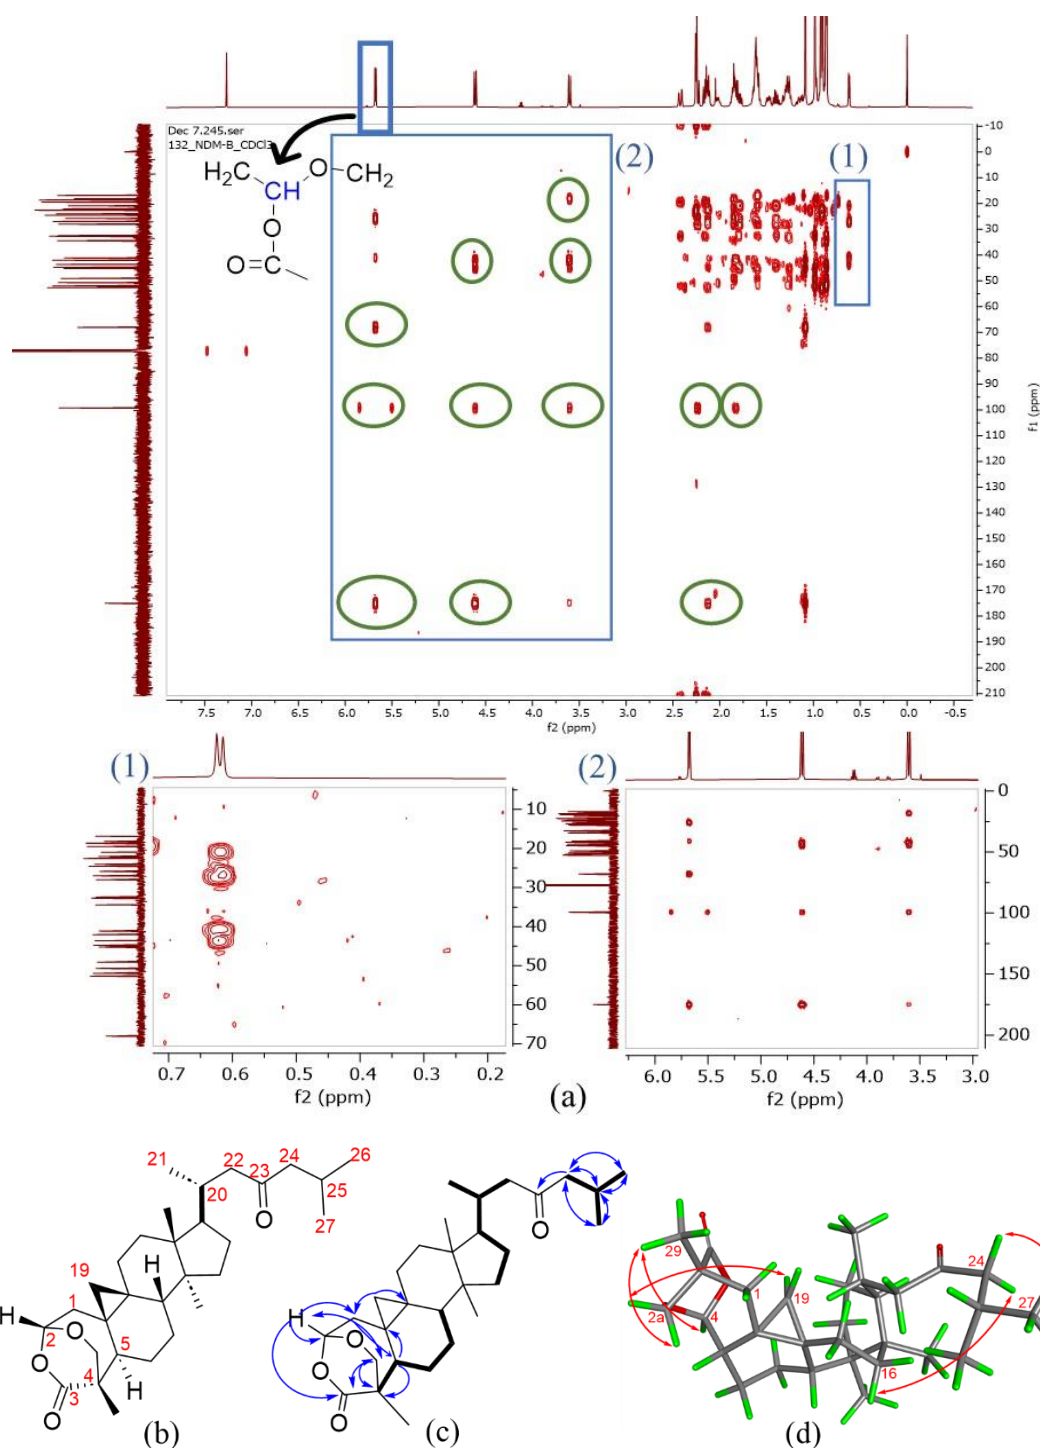 Dec 7.245.ser
132_NDM-B_CDCl3
(2)
(1)
H2C
CH
O
CH2
O
O
-10
0
10
20
30
40
50
60
70
80
90
100
110
120
130
140
150
160
170
180
190
200
210
f1 (ppm)
7.5 7.0 6.5 6.0 5.5 5.0 4.5 4.0 3.5 3.0 2.5 2.0 1.5 1.0 0.5 0.0 -0.5
f2 (ppm)
(1)
10
20
30
40
50
60
70
0.7 0.6 0.5 0.4 0.3 0.2
f2 (ppm)
(2)
0
50
100
150
200
6.0 5.5 5.0 4.5 4.0 3.5 3.0
f2 (ppm)
(a)
21
22
23
24
26
20
25
27
O
19
1
H
2
O
O
5
4
3
O
H
H
(b)
O
H
O
O
O
(c)
29
2a
4
1
19
16
24
27
(d)